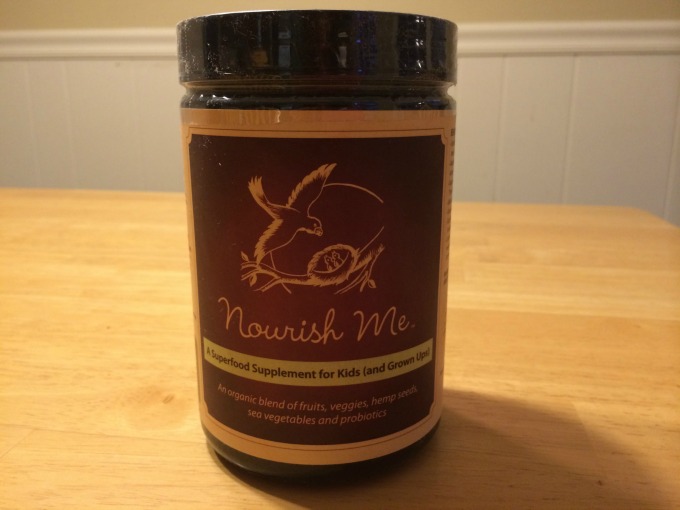 Nourish Me™
A Superfood Supplement for Kids (and Grown Ups)
An organic blend of fruits, veggies, hemp seeds,
sea vegetables and probiotics